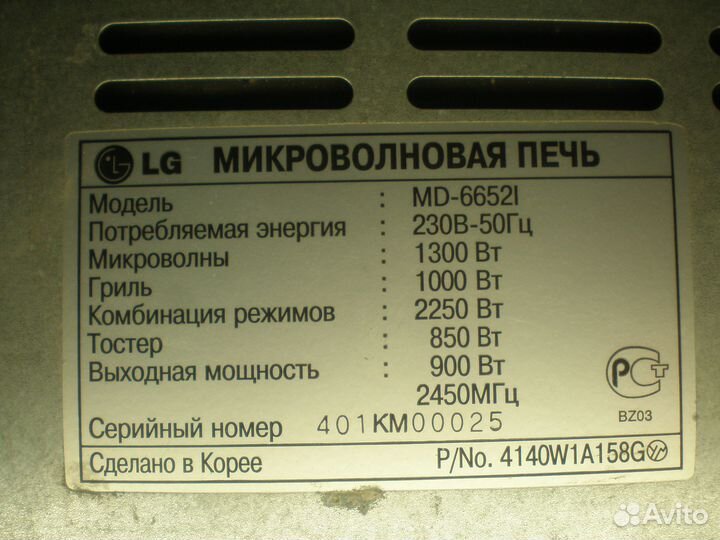 LG МИКРОВОЛНОВАЯ ПЕЧЬ
Модель : MD-6652I
Потребляемая энергия : 230В-50Гц
Микроволны : 1300 Вт
Гриль : 1000 Вт
Комбинация режимов : 2250 Вт
Тостер : 850 Вт
Выходная мощность : 900 Вт
2450МГц
Серийный номер 401KM00025
РСТ
BZ03
Сделано в Корее P/No. 4140W1A158G
Avito